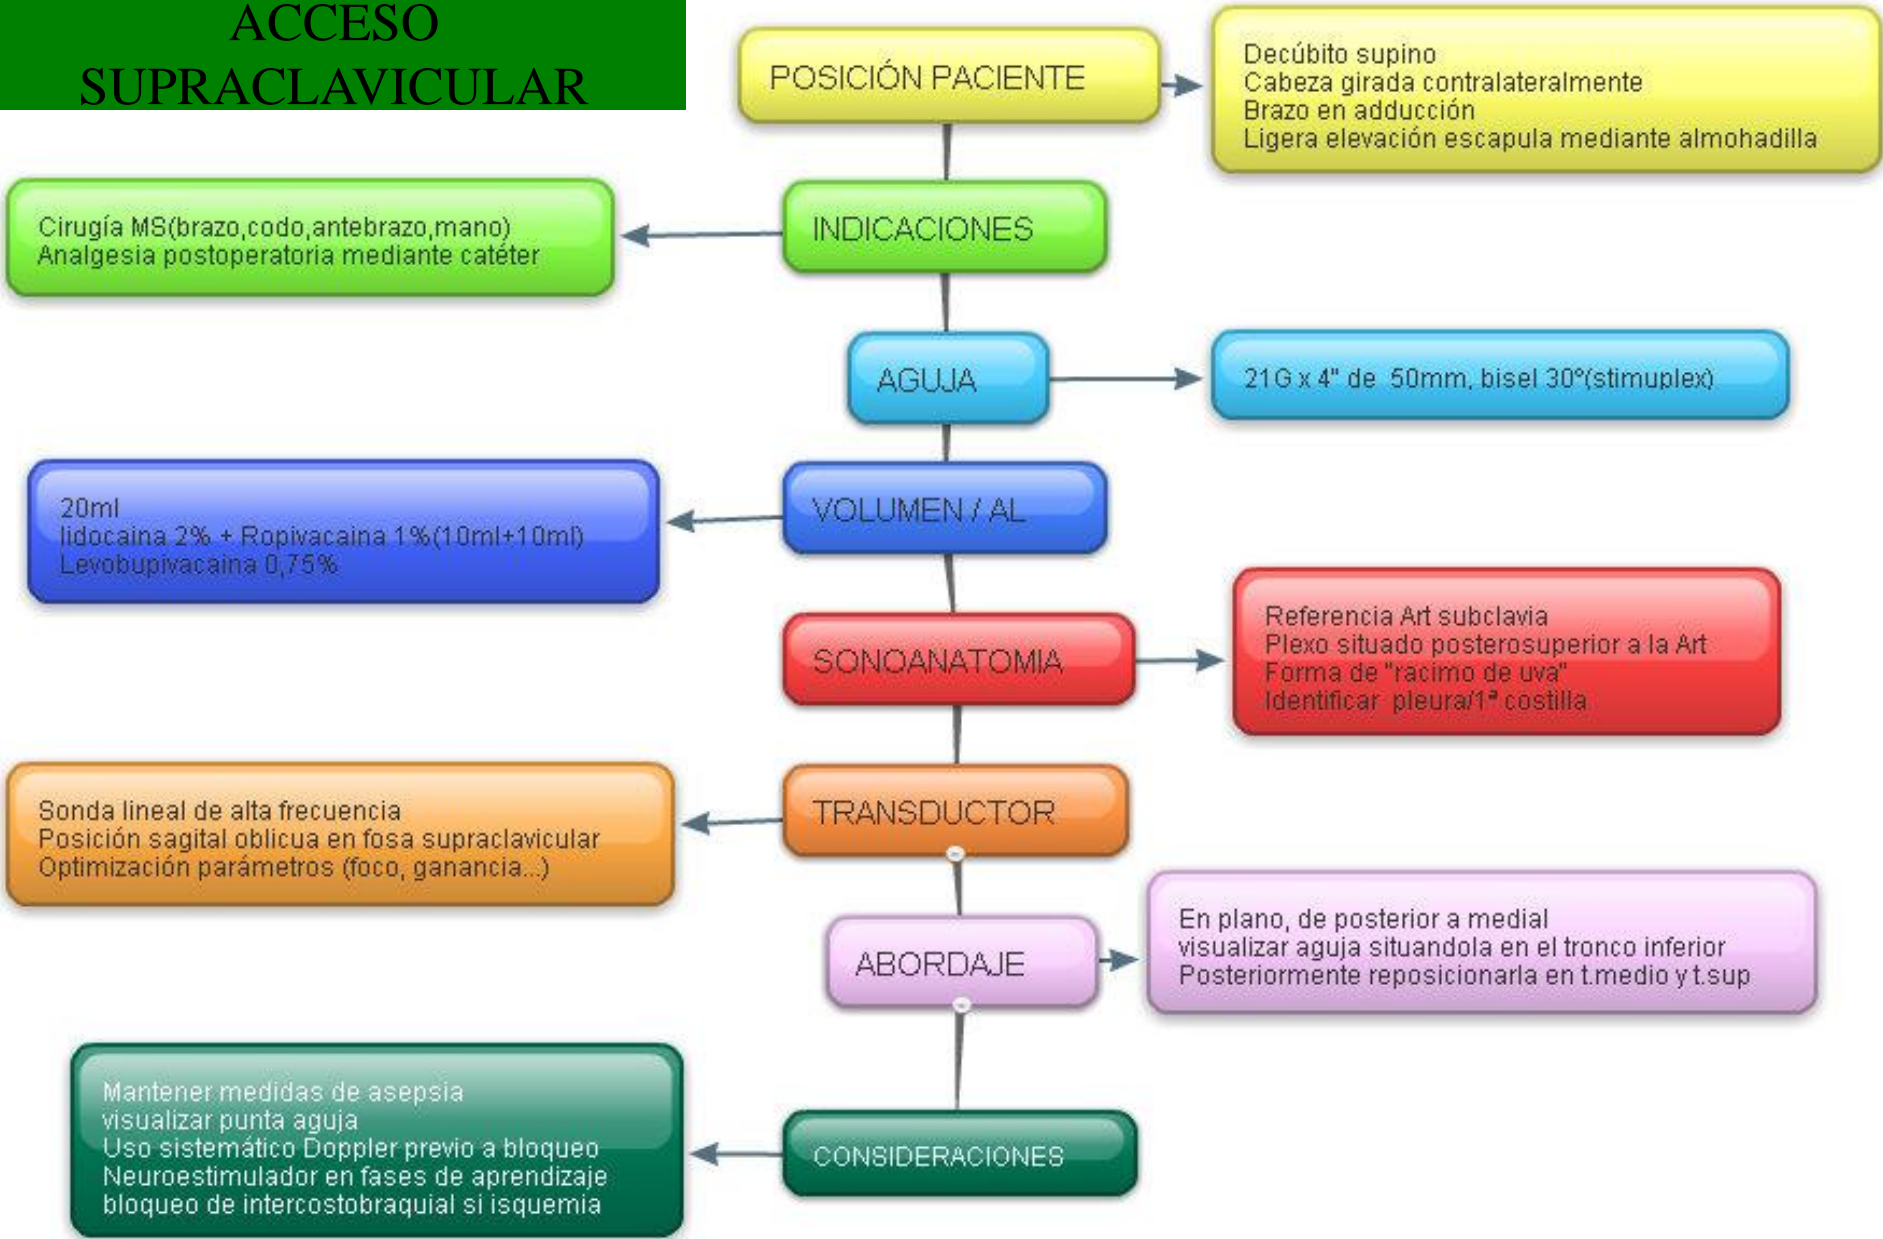 ACCESO
SUPRACLAVICULAR
POSICIÓN PACIENTE
Decúbito supino
Cabeza girada contralateralmente
Brazo en adducción
Ligera elevación escapula mediante almohadilla
INDICACIONES
Cirugía MS(brazo,codo,antebrazo,mano)
Analgesia postoperatoria mediante catéter
AGUJA
21G x 4" de 50mm, bisel 30º(stimuplex)
VOLUMEN / AL
20ml
lidocaina 2% + Ropivacaina 1%(10ml+10ml)
Levobupivacaina 0,75%
SONOANATOMIA
Referencia Art subclavia
Plexo situado posterosuperior a la Art
Forma de "racimo de uva"
Identificar pleura/1ª costilla
TRANSDUCTOR
Sonda lineal de alta frecuencia
Posición sagital oblicua en fosa supraclavicular
Optimización parámetros (foco, ganancia...)
ABORDAJE
En plano, de posterior a medial
visualizar aguja situandola en el tronco inferior
Posteriormente reposicionarla en t.medio y t.sup
CONSIDERACIONES
Mantener medidas de asepsia
visualizar punta aguja
Uso sistemático Doppler previo a bloqueo
Neuroestimulador en fases de aprendizaje
bloqueo de intercostobraquial si isquemia